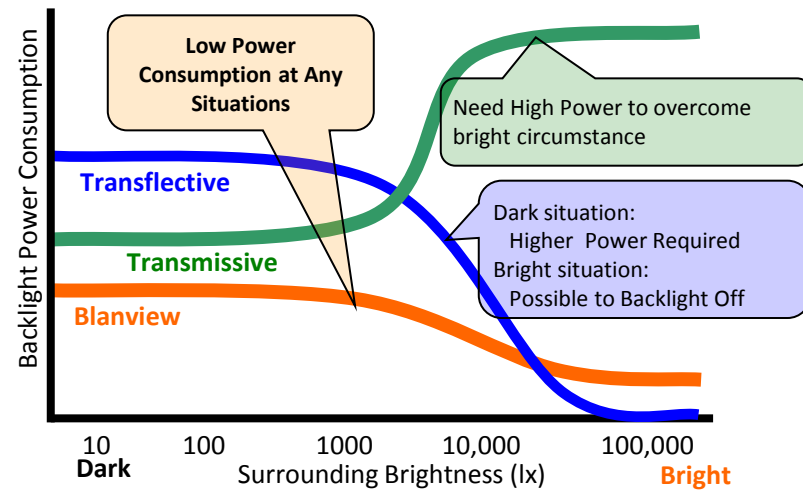 Backlight Power Consumption
Low Power
Consumption at Any
Situations
Need High Power to overcome
bright circumstance
Transflective
Dark situation:
Higher Power Required
Bright situation:
Possible to Backlight Off
Transmissive
Blanview
10 100 1000 10,000 100,000
Dark Surrounding Brightness (lx) Bright